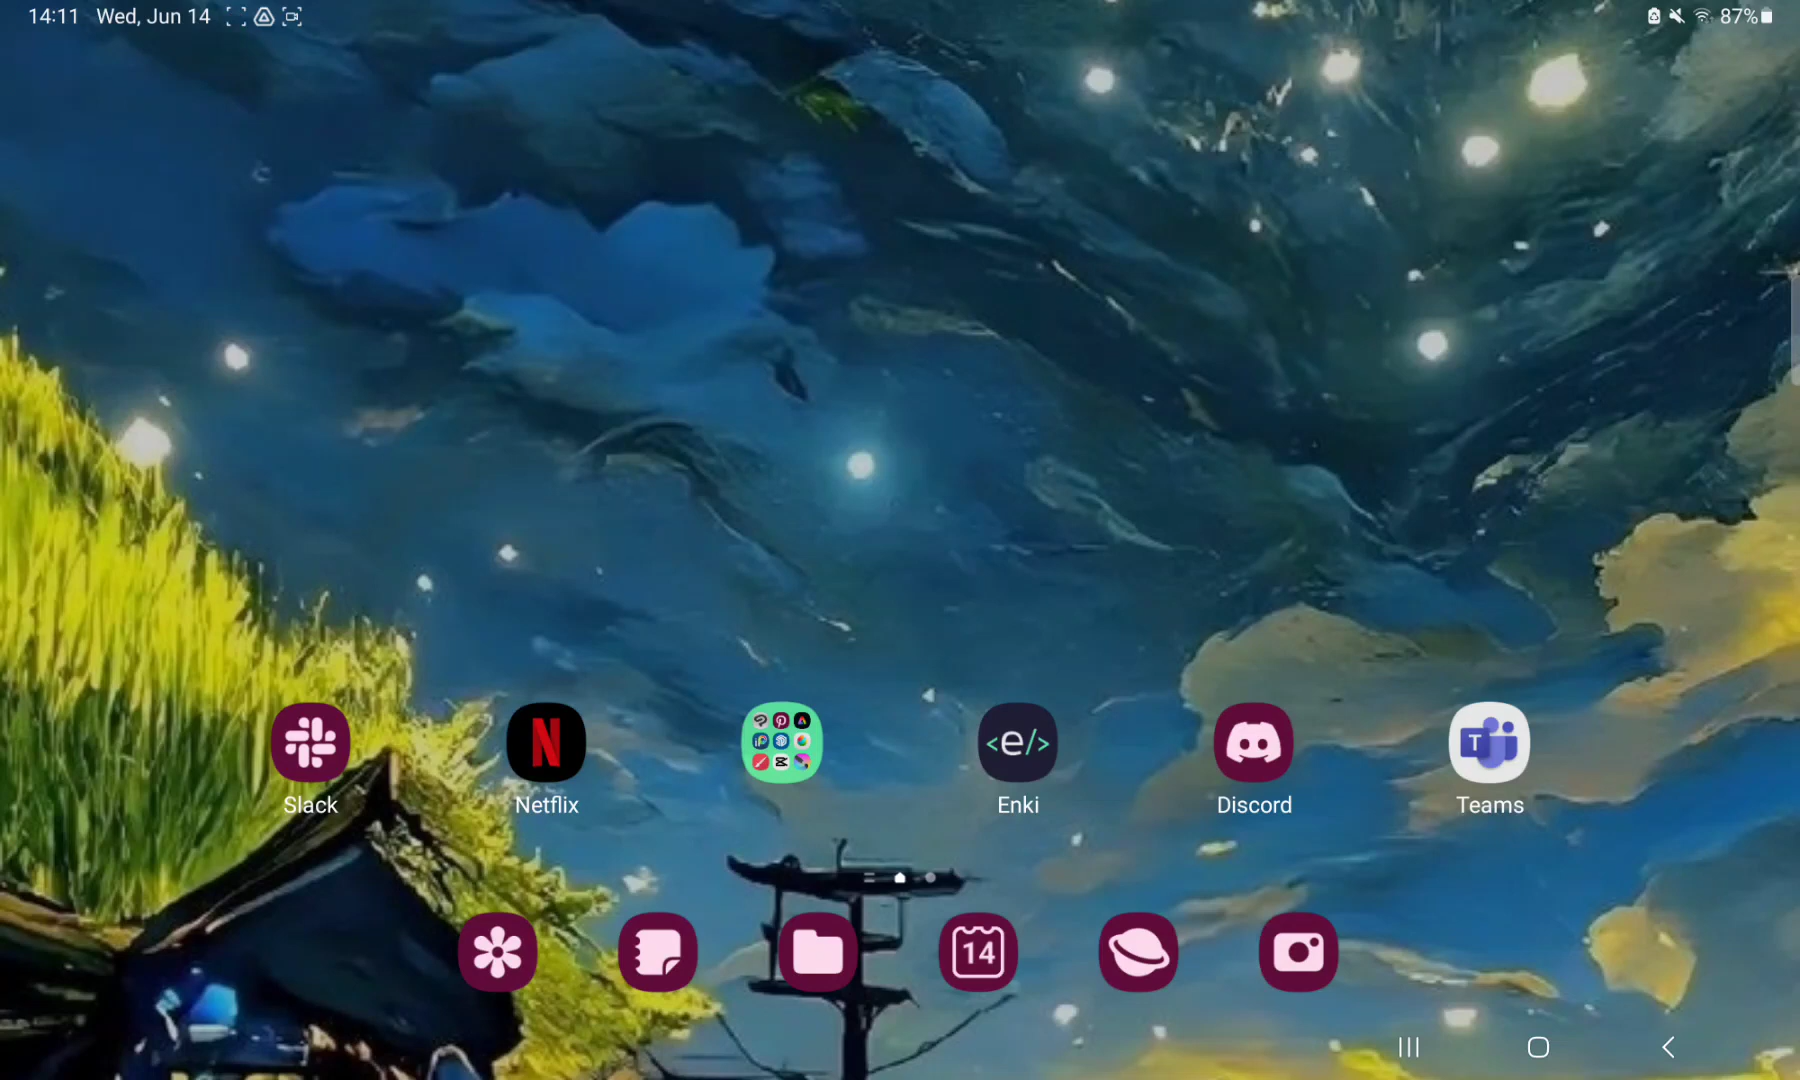 14:11 Wed, Jun 14
87%
N
<e/>
T
Slack
Netflix
Enki
Discord
Teams
14